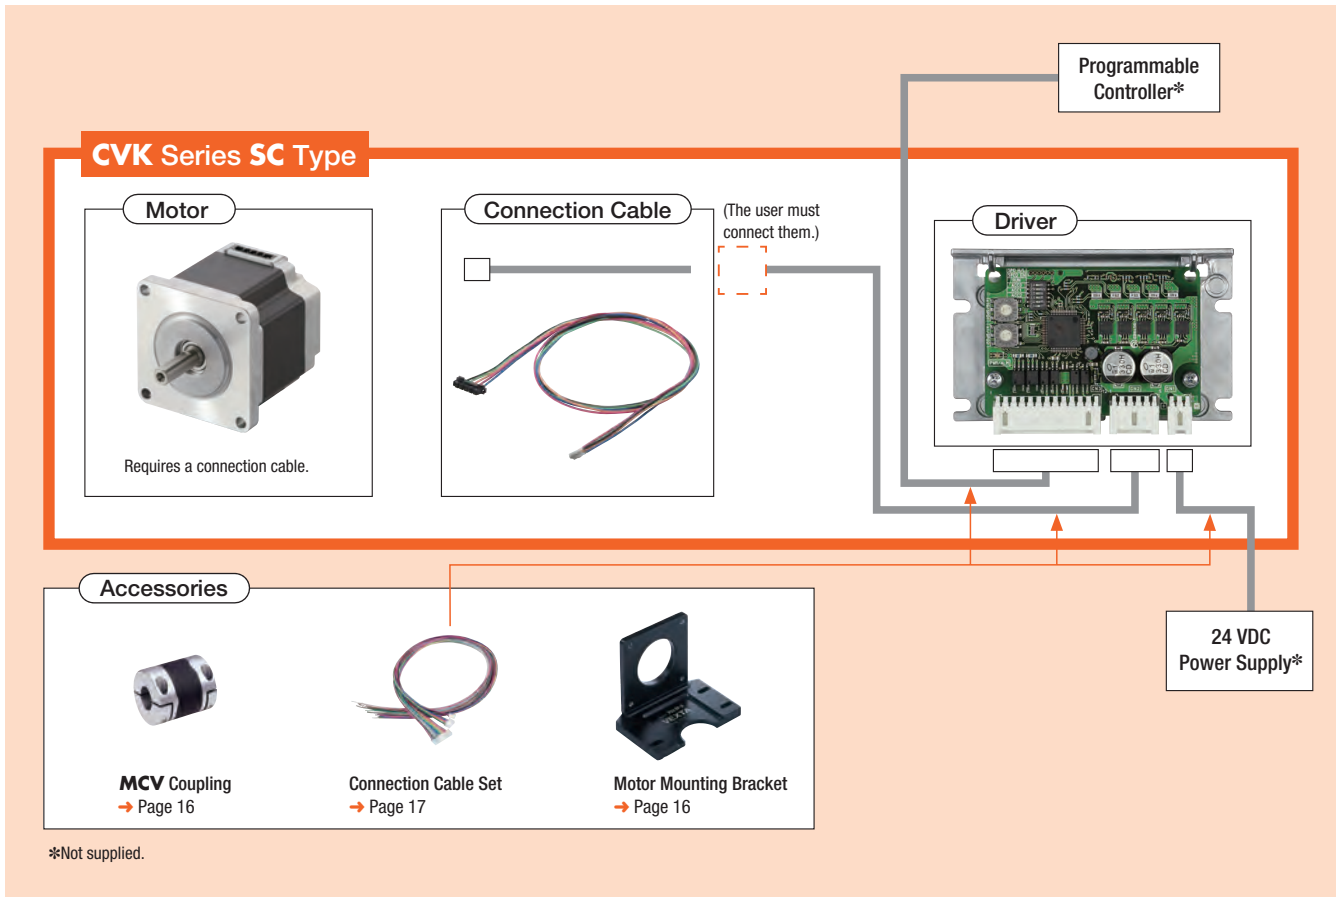 Programmable
Controller*
CVK Series SC Type
Motor
Connection Cable
(The user must
connect them.)
Driver
Requires a connection cable.
Accessories
24 VDC
Power Supply*
VEXTA
MCV Coupling
→ Page 16
Connection Cable Set
→ Page 17
Motor Mounting Bracket
→ Page 16
*Not supplied.